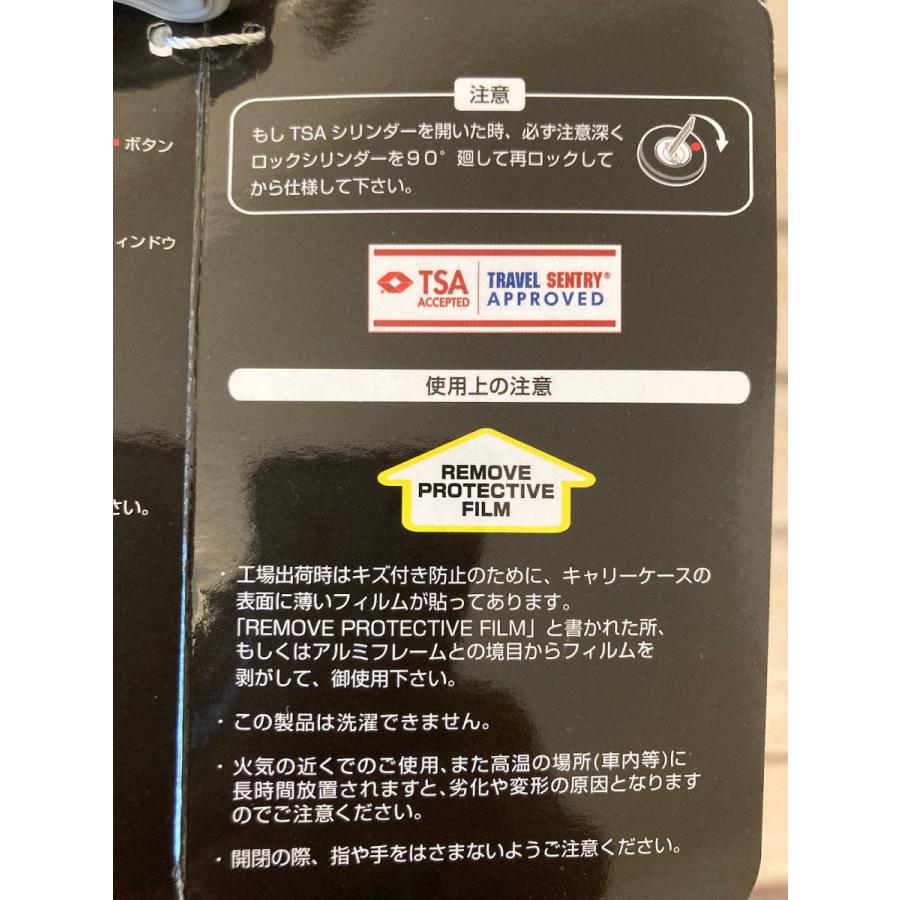 注意
もし TSA シリンダーを開いた時、必ず注意深く
ロックシリンダーを90°廻して再ロックして
から仕様して下さい。
ボタン
ィンドウ
TSA
ACCEPTED
TRAVEL SENTRY®
APPROVED
使用上の注意
REMOVE
PROTECTIVE
FILM
さい。
・工場出荷時はキズ付き防止のために、キャリーケースの
表面に薄いフィルムが貼ってあります。
「REMOVE PROTECTIVE FILM」と書かれた所、
もしくはアルミフレームとの境目からフィルムを
剥がして、御使用下さい。
・この製品は洗濯できません。
・火気の近くでのご使用、また高温の場所(車内等)に
長時間放置されますと、劣化や変形の原因となります
のでご注意ください。
・開閉の際、指や手をはさまないようご注意ください。